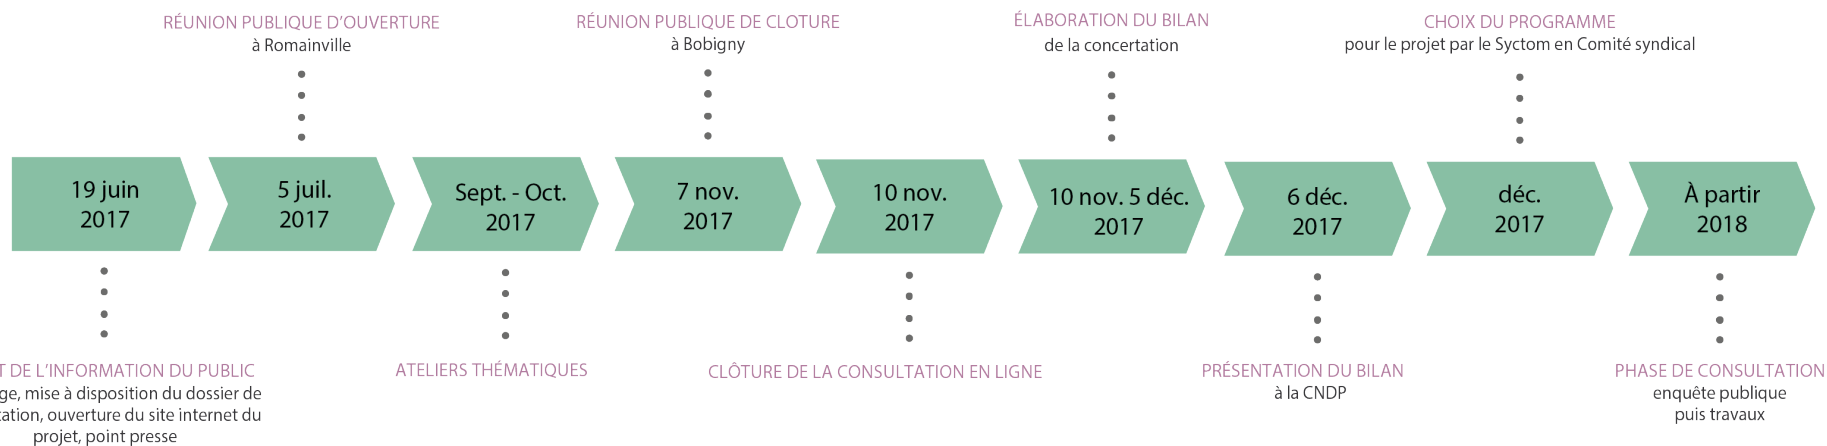 RÉUNION PUBLIQUE D'OUVERTURE
à Romainville
RÉUNION PUBLIQUE DE CLOTURE
à Bobigny
ÉLABORATION DU BILAN
de la concertation
CHOIX DU PROGRAMME
pour le projet par le Syctom en Comité syndical
19 juin
2017
5 juil.
2017
Sept. - Oct.
2017
7 nov.
2017
10 nov.
2017
10 nov. 5 déc.
2017
6 déc.
2017
déc.
2017
À partir
2018
DE L'INFORMATION DU PUBLIC
mise à disposition du dossier de
ouverture du site internet du
projet, point presse
ATELIERS THÉMATIQUES
CLÔTURE DE LA CONSULTATION EN LIGNE
PRÉSENTATION DU BILAN
à la CNDP
PHASE DE CONSULTATION
enquête publique
puis travaux